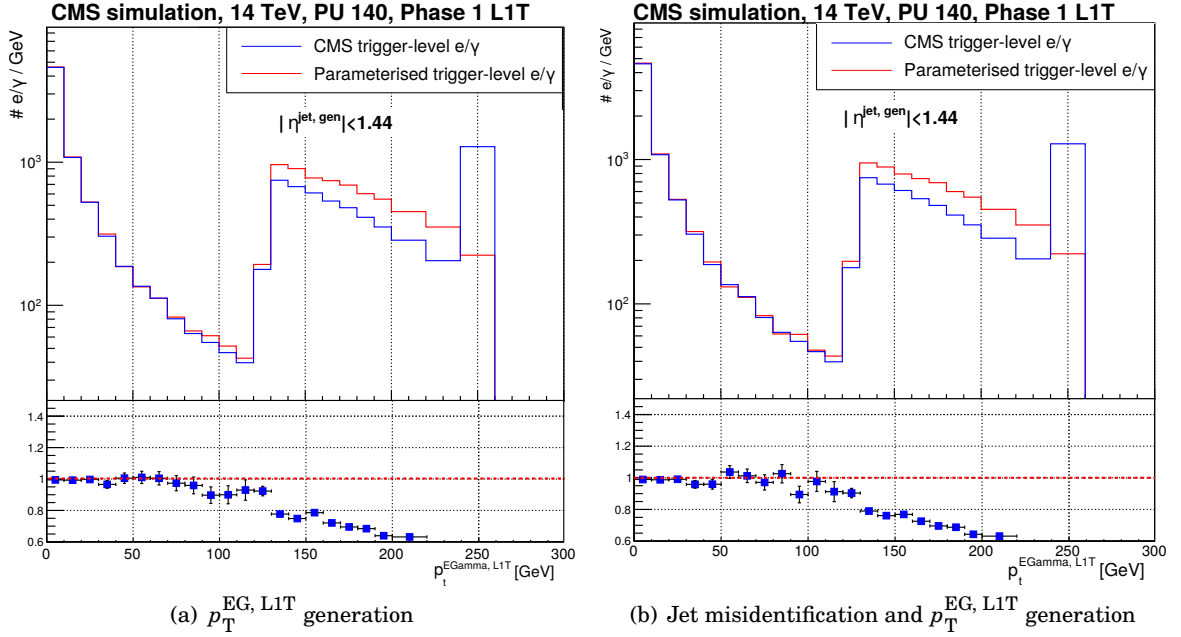 CMS simulation, 14 TeV, PU 140, Phase 1 L1T
# e/γ / GeV
CMS trigger-level e/γ
Parameterised trigger-level e/γ
| η^{jet, gen}|<1.44
10^3
10^2
1.4
1.2
1
0.8
0.6
0 50 100 150 200 250 300
p_t^{EGamma, L1T} [GeV]
(a) p_T^{EG, L1T} generation
CMS simulation, 14 TeV, PU 140, Phase 1 L1T
# e/γ / GeV
CMS trigger-level e/γ
Parameterised trigger-level e/γ
| η^{jet, gen}|<1.44
10^3
10^2
1.4
1.2
1
0.8
0.6
0 50 100 150 200 250 300
p_t^{EGamma, L1T} [GeV]
(b) Jet misidentification and p_T^{EG, L1T} generation